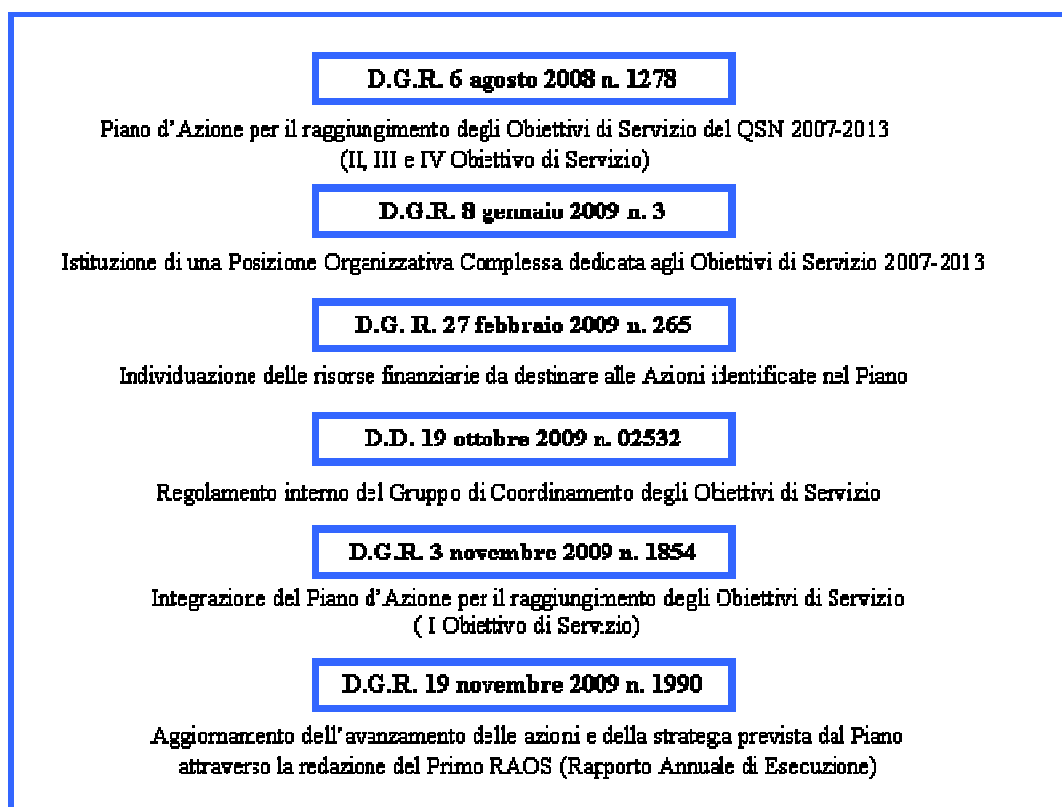 D.G.R. 6 agosto 2008 n. 1278
Piano d'Azione per il raggiungimento degli Obiettivi di Servizio del QSN 2007-2013
(II, III e IV Obiettivo di Servizio)
D.G.R. 8 gennaio 2009 n. 3
Istituzione di una Posizione Organizzativa Complessa dedicata agli Obiettivi di Servizio 2007-2013
D.G. R. 27 febbraio 2009 n. 265
Individuazione delle risorse finanziarie da destinare alle Azioni identificate nel Piano
D.D. 19 ottobre 2009 n. 02532
Regolamento interno del Gruppo di Coordinamento degli Obiettivi di Servizio
D.G.R. 3 novembre 2009 n. 1854
Integrazione del Piano d'Azione per il raggiungimento degli Obiettivi di Servizio
( I Obiettivo di Servizio)
D.G.R. 19 novembre 2009 n. 1990
Aggiornamento dell'avanzamento delle azioni e della strategia prevista dal Piano
attraverso la redazione del Primo RAOS (Rapporto Annuale di Esecuzione)